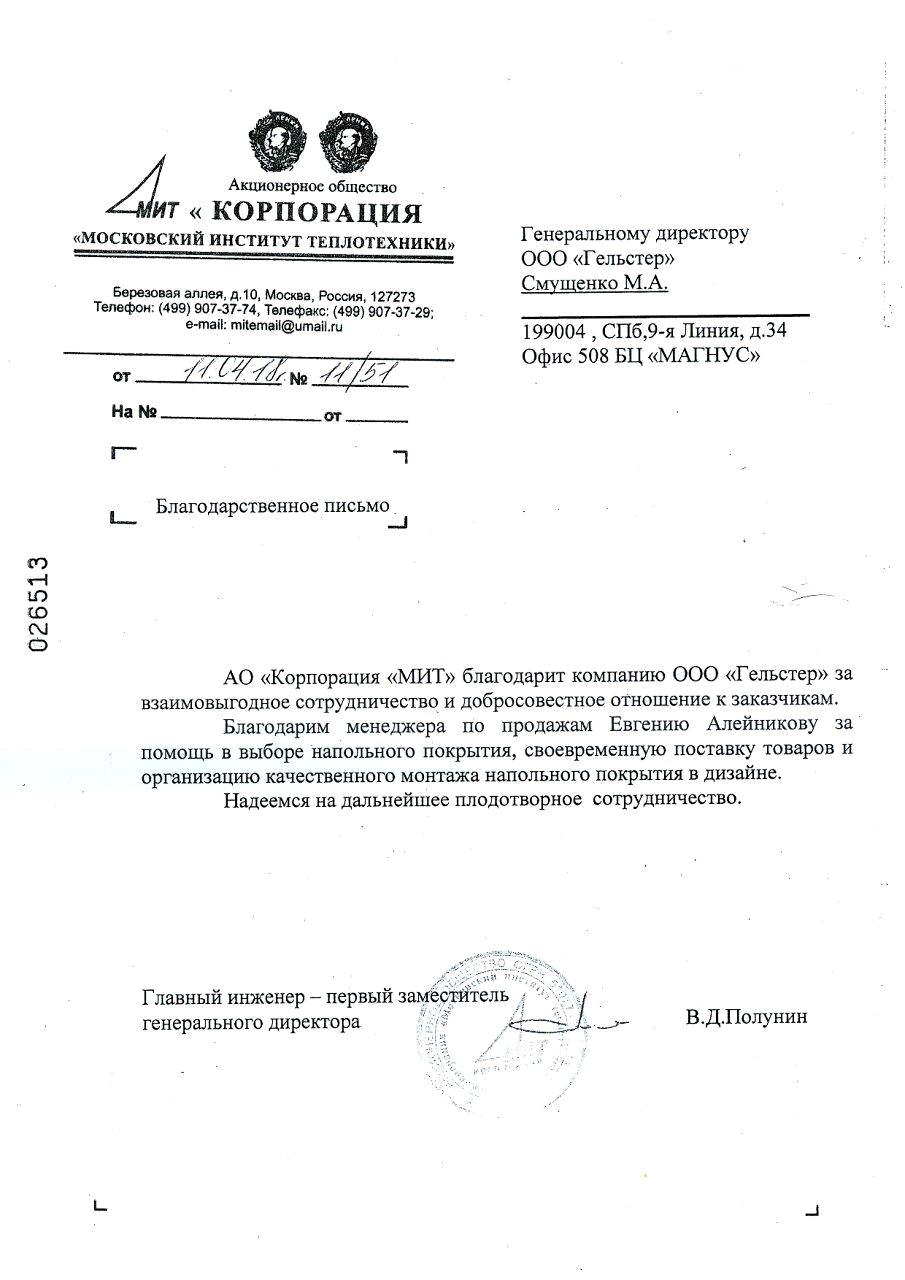 Акционерное общество
МИТ « КОРПОРАЦИЯ
«МОСКОВСКИЙ ИНСТИТУТ ТЕПЛОТЕХНИКИ»
Березовая аллея, д.10, Москва, Россия, 127273
Телефон: (499) 907-37-74, Телефакс: (499) 907-37-29;
e-mail: mitemail@umail.ru
от 11.04.18г. № 11/51
На № от
Генеральному директору
ООО «Гельстер»
Смущенко М.А.
199004 , СПб,9-я Линия, д.34
Офис 508 БЦ «МАГНУС»
Благодарственное письмо
026513
АО «Корпорация «МИТ» благодарит компанию ООО «Гельстер» за
взаимовыгодное сотрудничество и добросовестное отношение к заказчикам.
Благодарим менеджера по продажам Евгению Алейникову за
помощь в выборе напольного покрытия, своевременную поставку товаров и
организацию качественного монтажа напольного покрытия в дизайне.
Надеемся на дальнейшее плодотворное сотрудничество.
Главный инженер – первый заместитель
генерального директора
В.Д.Полунин